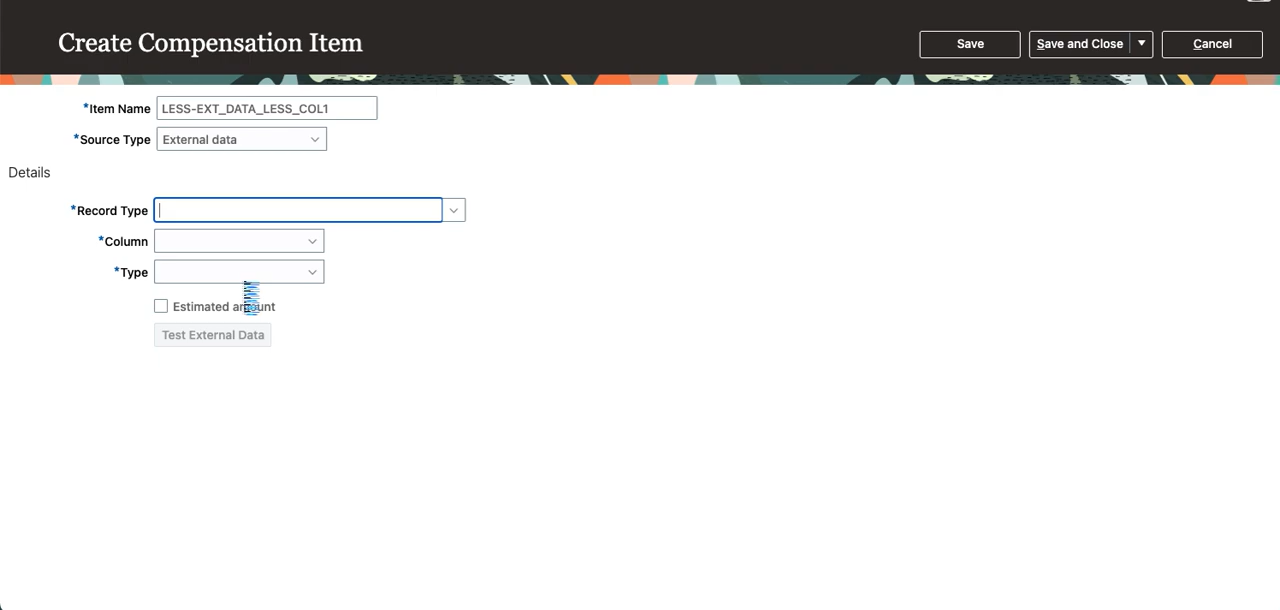 Create Compensation Item
Save
Save and Close
Cancel
*Item Name LESS-EXT_DATA_LESS_COL1
*Source Type External data
Details
*Record Type
*Column
*Type
Estimated amount
Test External Data